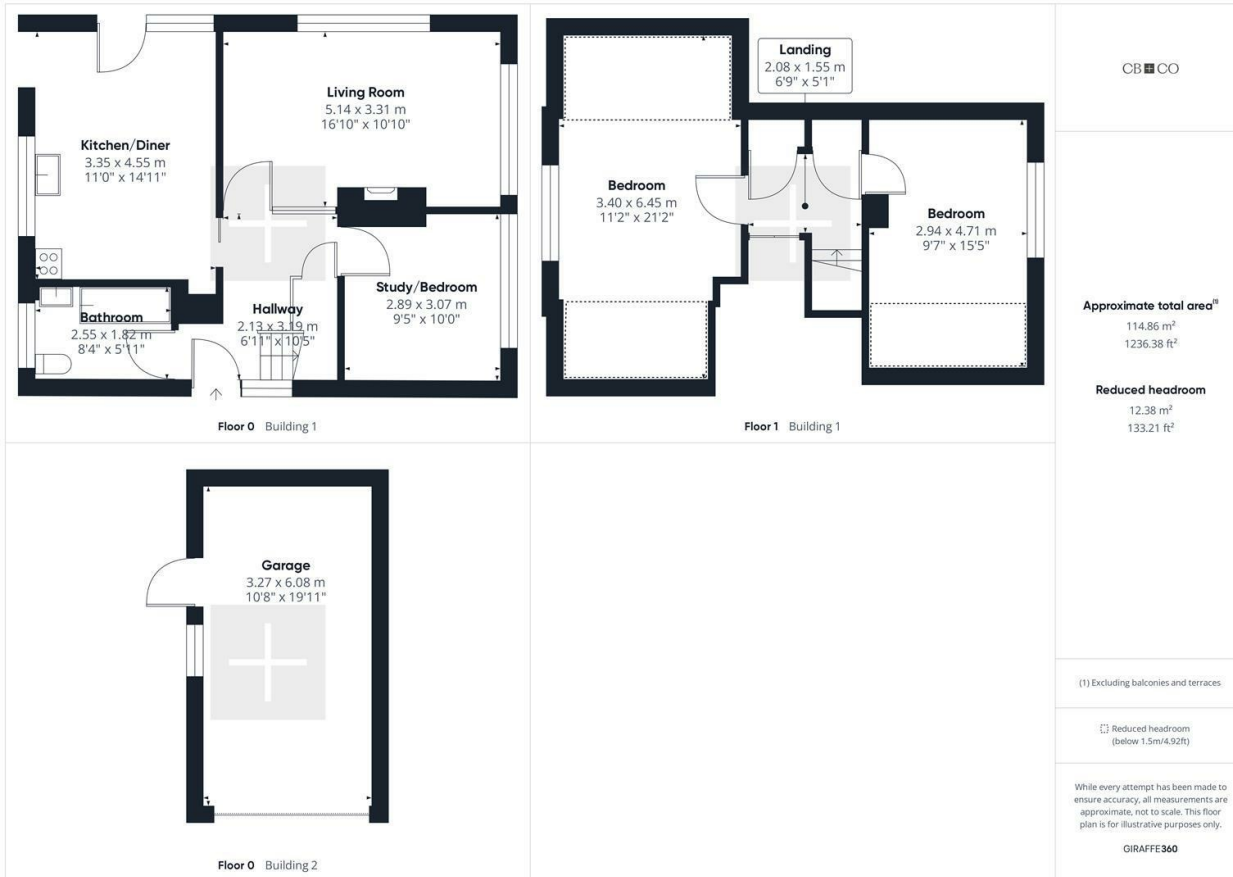 Kitchen/Diner
3.35 x 4.55 m
11'0" x 14'11"
Living Room
5.14 x 3.31 m
16'10" x 10'10"
Bathroom
2.55 x 1.82 m
8'4" x 5'11"
Hallway
2.13 x 3.19 m
6'11" x 10'5"
Study/Bedroom
2.89 x 3.07 m
9'5" x 10'0"
Floor 0 Building 1
Landing
2.08 x 1.55 m
6'9" x 5'1"
Bedroom
3.40 x 6.45 m
11'2" x 21'2"
Bedroom
2.94 x 4.71 m
9'7" x 15'5"
Floor 1 Building 1
Garage
3.27 x 6.08 m
10'8" x 19'11"
Floor 0 Building 2
CB CO
Approximate total area(1)
114.86 m²
1236.38 ft²
Reduced headroom
12.38 m²
133.21 ft²
(1) Excluding balconies and terraces
Reduced headroom
(below 1.5m/4.92ft)
While every attempt has been made to
ensure accuracy, all measurements are
approximate, not to scale. This floor
plan is for illustrative purposes only.
GIRAFFE360